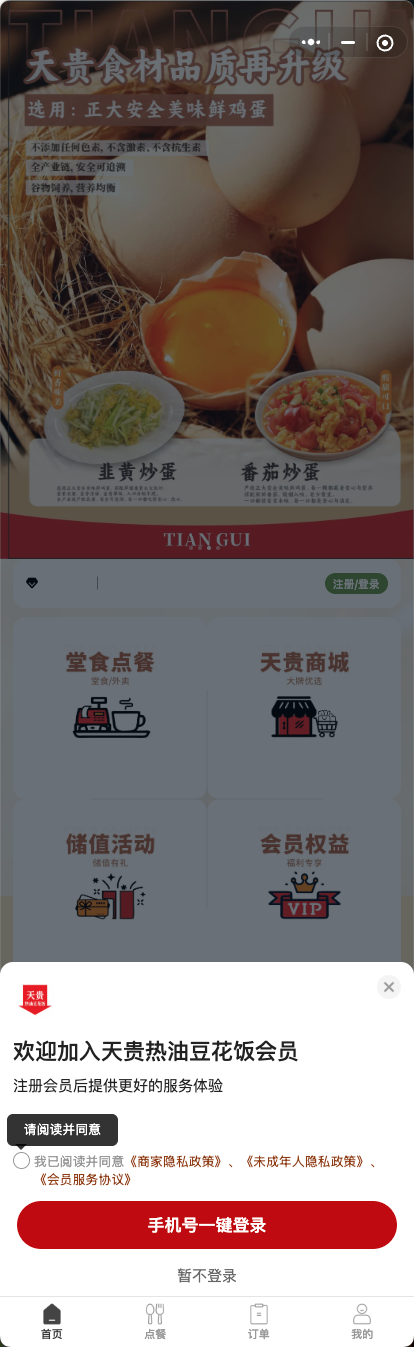 TIANGUI
天贵食材品质再升级
选用：正大安全美味鲜鸡蛋
不添加任何色素，不含激素、不含抗生素
全产业链，安全可追溯
谷物饲养，营养均衡
韭黄炒蛋
番茄炒蛋
TIAN GUI
注册/登录
堂食点餐
堂食/外卖
天贵商城
大牌优选
储值活动
储值有礼
会员权益
福利专享
VIP
天贵
热油豆花饭
欢迎加入天贵热油豆花饭会员
注册会员后提供更好的服务体验
请阅读并同意
我已阅读并同意《商家隐私政策》、《未成年人隐私政策》、
《会员服务协议》
手机号一键登录
暂不登录
首页
点餐
订单
我的